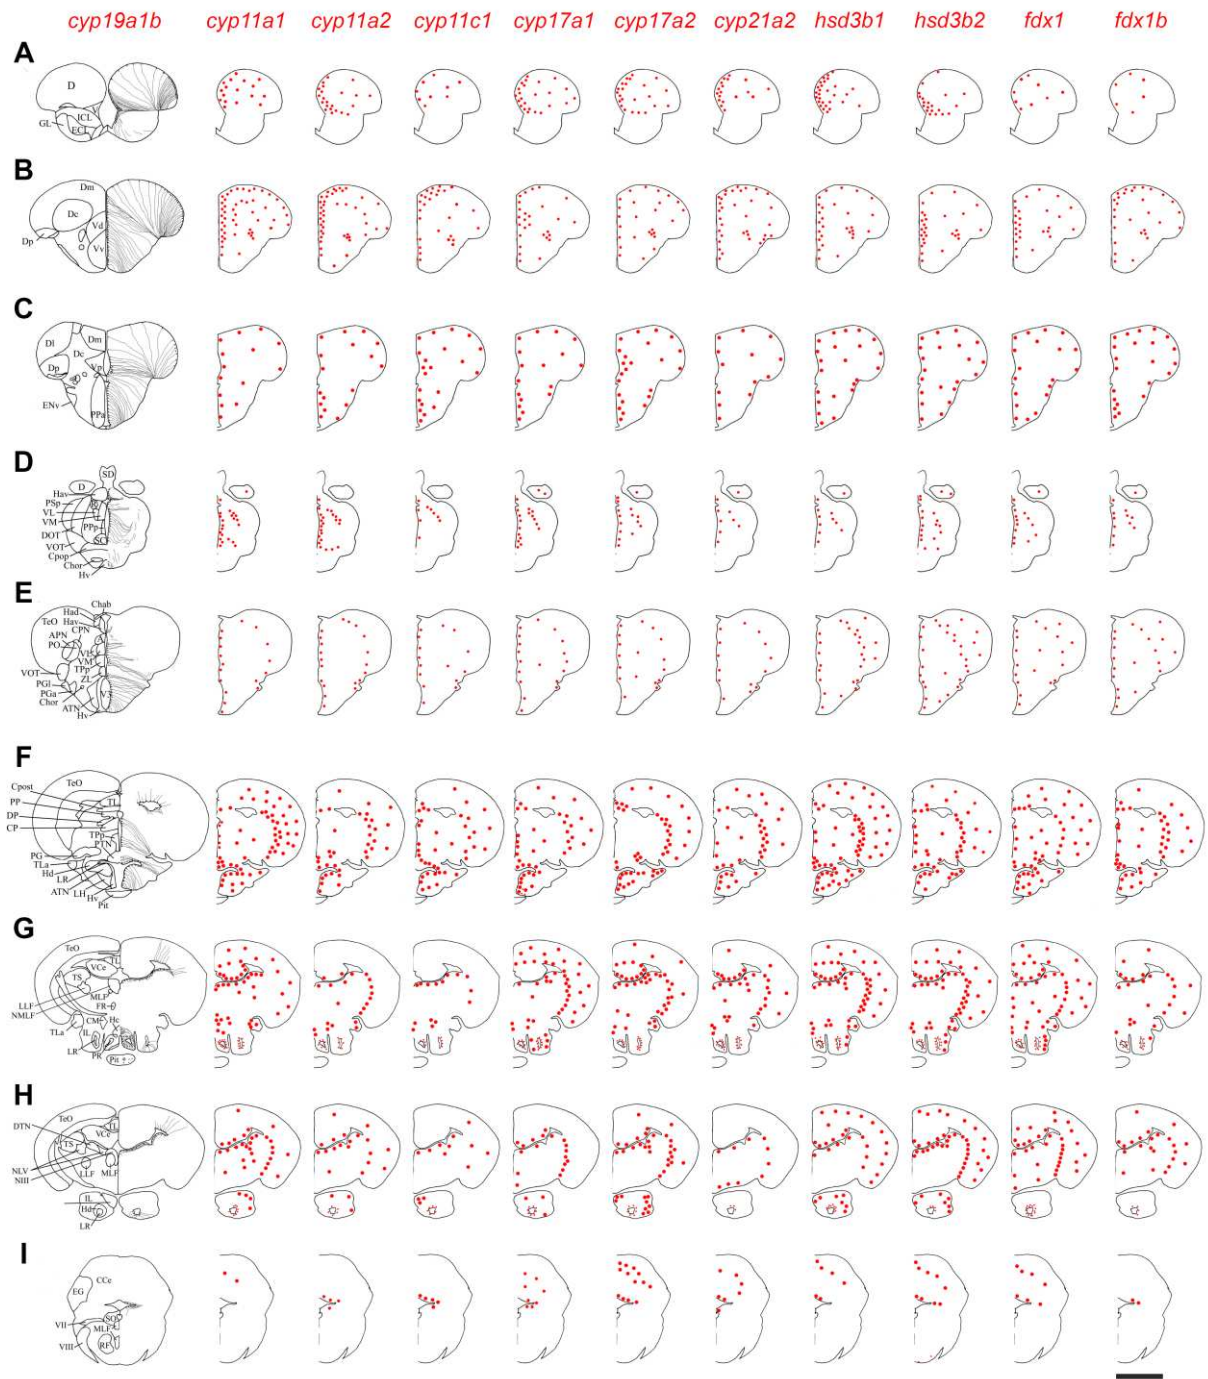 cyp19a1b cyp11a1 cyp11a2 cyp11c1 cyp17a1 cyp17a2 cyp21a2 hsd3b1 hsd3b2 fdx1 fdx1b
A
D
GL
ICL
ECL
B
Dm
Dc
Vd
Dp
Vv
C
Dl
Dm
Dc
Dp
Vp
ENv
PPa
D
SD
D
Hav
PSp
VL
VM
PPp
DOT
VOT
SC
Cpop
Chor
Hv
E
Chab
Had
TeO
Hav
CPN
APN
PO
VL
VM
TPp
VOT
ZL
PGl
PGa
V3
Chor
ATN
Hv
F
TeO
Cpost
TL
PP
DP
CP
TPp
PTN
PG
TLa
Hd
LR
ATN
LH
Hv
Pit
G
TeO
TL
VCe
TS
LLF
MLF
NMLF
FR
Hc
CM
TLa
IL
LR
PR
Pit
H
TeO
TL
DTN
VCe
TS
NLV
LLF
MLF
NIII
IL
Hd
LR
I
CCe
EG
SO
VII
MLF
VIII
RF